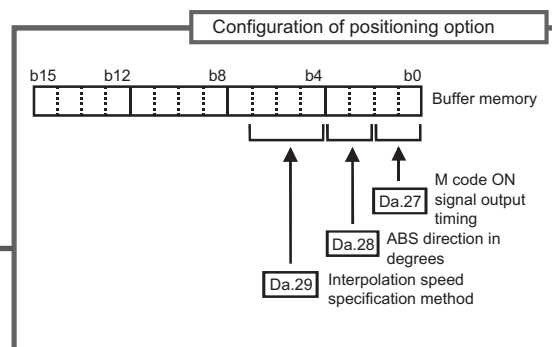 Configuration of positioning option
b15 b12 b8 b4 b0
Buffer memory
Da.27
M code ON
signal output
timing
Da.28
ABS direction in
degrees
Da.29
Interpolation speed
specification method